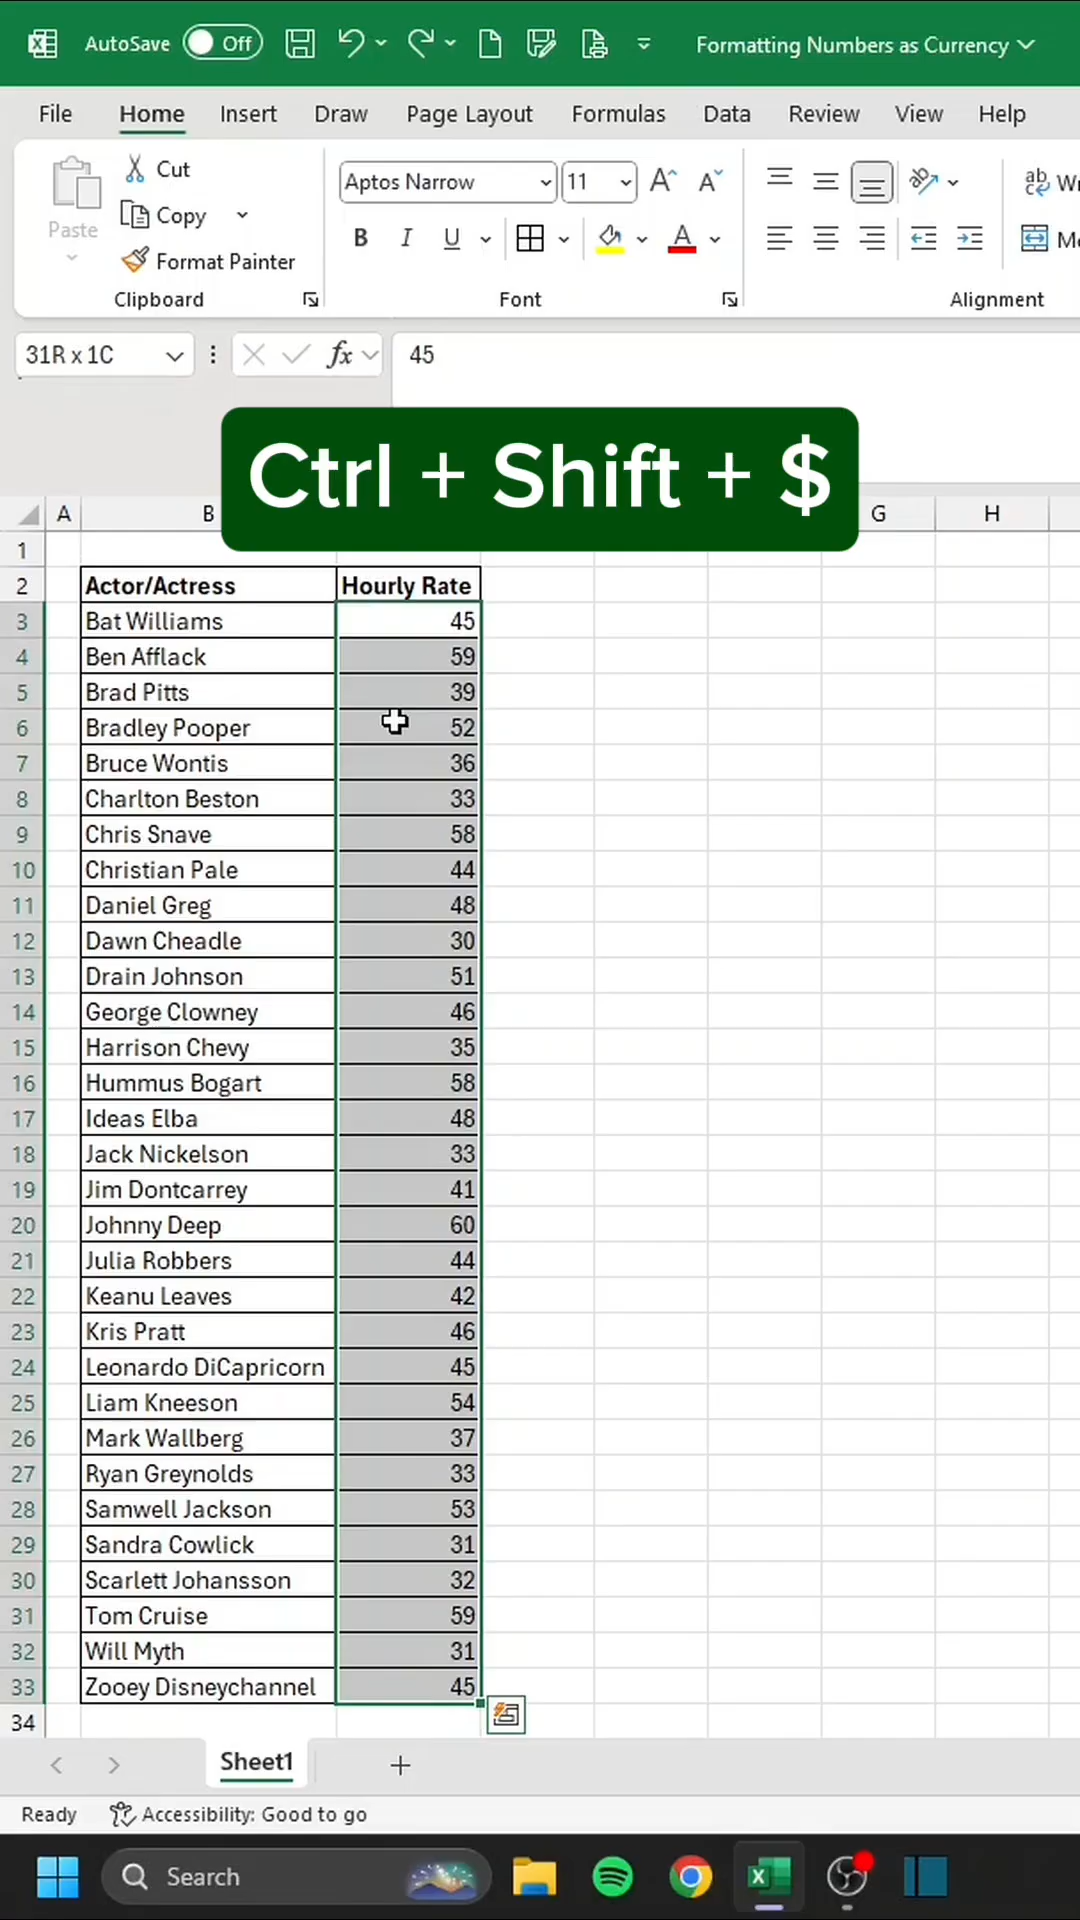 AutoSave Off Formatting Numbers as Currency
File Home Insert Draw Page Layout Formulas Data Review View Help
Cut
Copy
Paste
Format Painter
Clipboard
Aptos Narrow 11 A A
B I U A
Font
ab
c
Alignment
31R x 1C fx 45
Ctrl + Shift + $
A B G H
1
2 Actor/Actress Hourly Rate
3 Bat Williams 45
4 Ben Afflack 59
5 Brad Pitts 39
6 Bradley Pooper 52
7 Bruce Wontis 36
8 Charlton Beston 33
9 Chris Snave 58
10 Christian Pale 44
11 Daniel Greg 48
12 Dawn Cheadle 30
13 Drain Johnson 51
14 George Clowney 46
15 Harrison Chevy 35
16 Hummus Bogart 58
17 Ideas Elba 48
18 Jack Nickelson 33
19 Jim Dontcarrey 41
20 Johnny Deep 60
21 Julia Robbers 44
22 Keanu Leaves 42
23 Kris Pratt 46
24 Leonardo DiCapricorn 45
25 Liam Kneeson 54
26 Mark Wallberg 37
27 Ryan Greynolds 33
28 Samwell Jackson 53
29 Sandra Cowlick 31
30 Scarlett Johansson 32
31 Tom Cruise 59
32 Will Myth 31
33 Zooey Disneychannel 45
34
Sheet1
Ready Accessibility: Good to go
Search